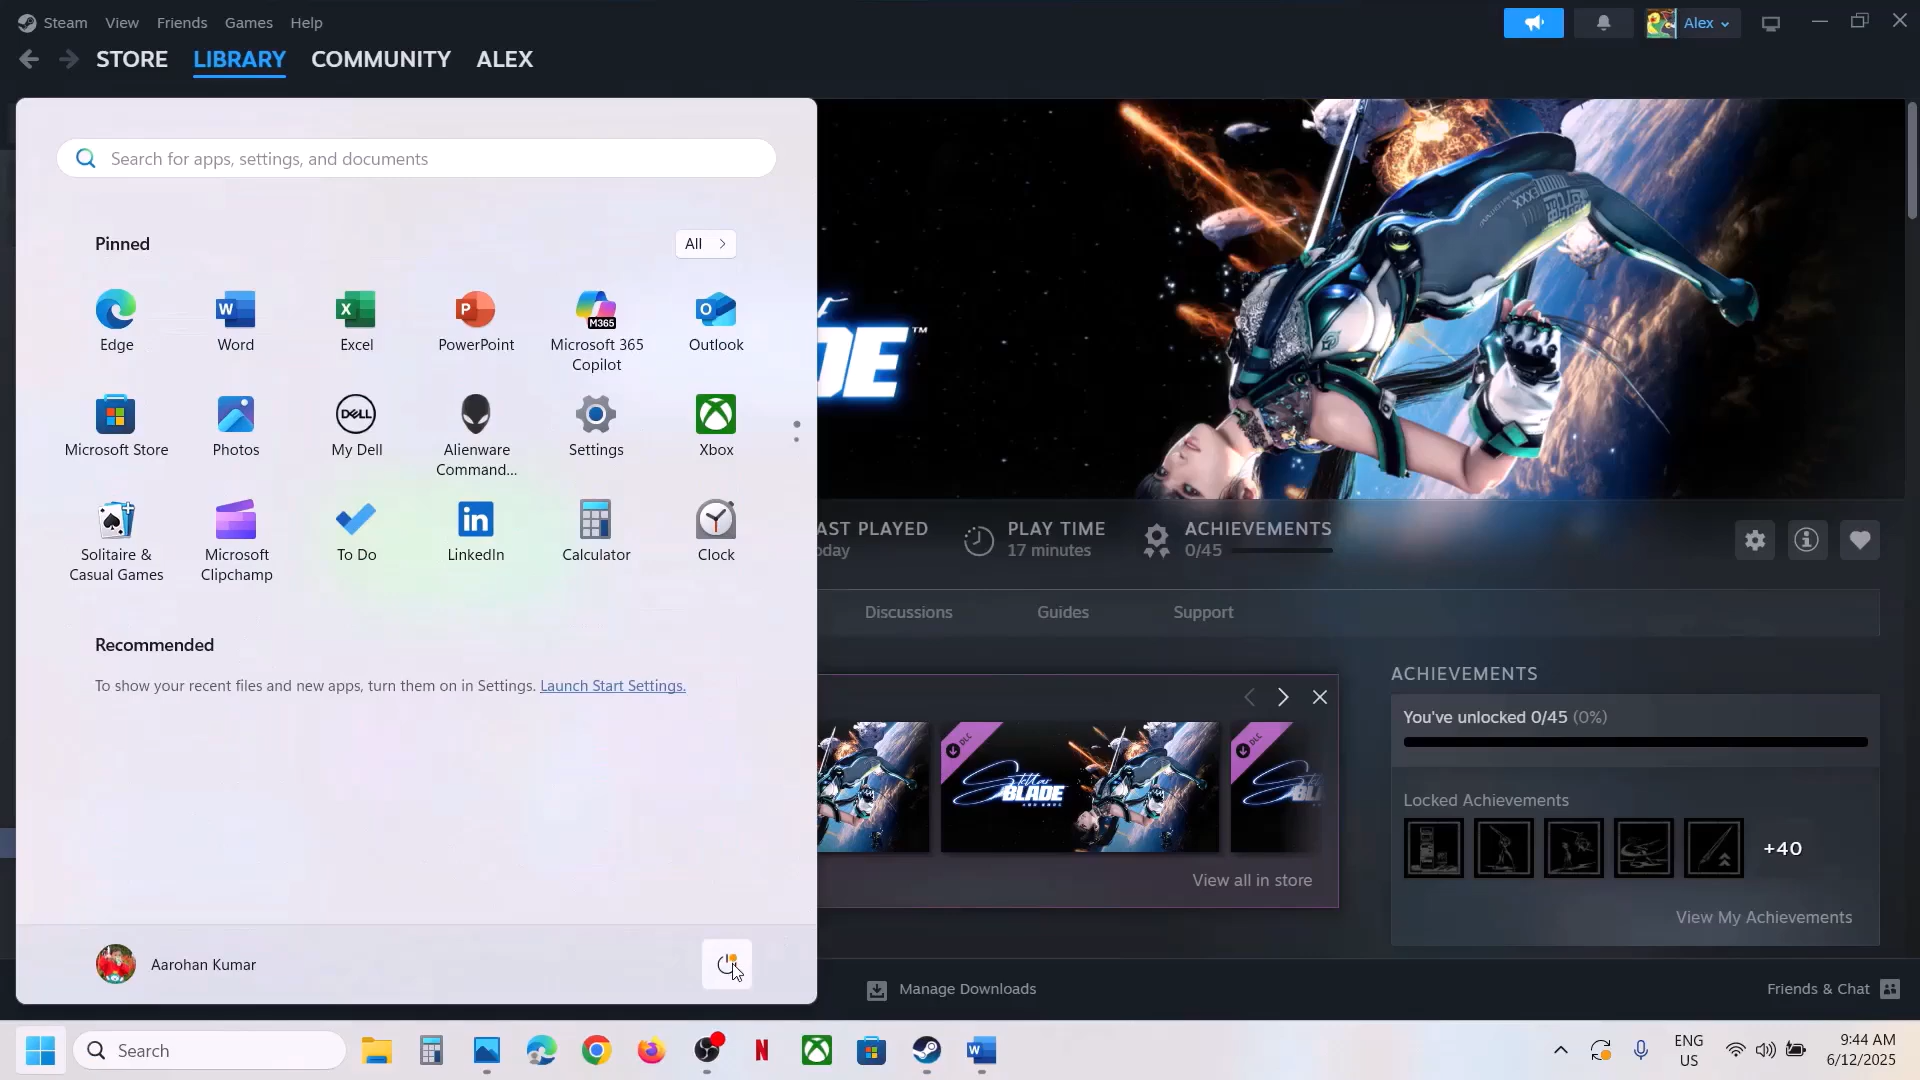 Steam View Friends Games Help
Alex
STORE LIBRARY COMMUNITY ALEX
Search for apps, settings, and documents
Pinned
All
Edge Word Excel PowerPoint Microsoft 365 Copilot Outlook
Microsoft Store Photos My Dell Alienware Command... Settings Xbox
Solitaire & Casual Games Microsoft Clipchamp To Do LinkedIn Calculator Clock
Recommended
To show your recent files and new apps, turn them on in Settings. Launch Start Settings.
Aarohan Kumar
DE™
AST PLAYED
oday
PLAY TIME
17 minutes
ACHIEVEMENTS
0/45
Discussions Guides Support
DLC
STELLAR BLADE
DLC
ACHIEVEMENTS
You've unlocked 0/45 (0%)
Locked Achievements
+40
View all in store
View My Achievements
Manage Downloads
Friends & Chat
Search
ENG
US
9:44 AM
6/12/2025